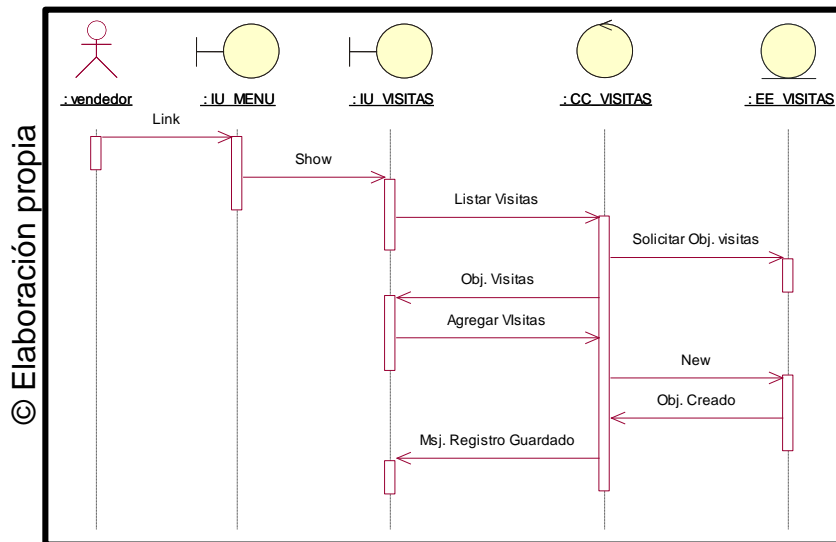 : vendedor
: IU_MENU
: IU_VISITAS
: CC_VISITAS
: EE_VISITAS
Link
Show
Listar Visitas
Solicitar Obj. visitas
Obj. Visitas
Agregar VIsitas
New
Obj. Creado
Msj. Registro Guardado
© Elaboración propia